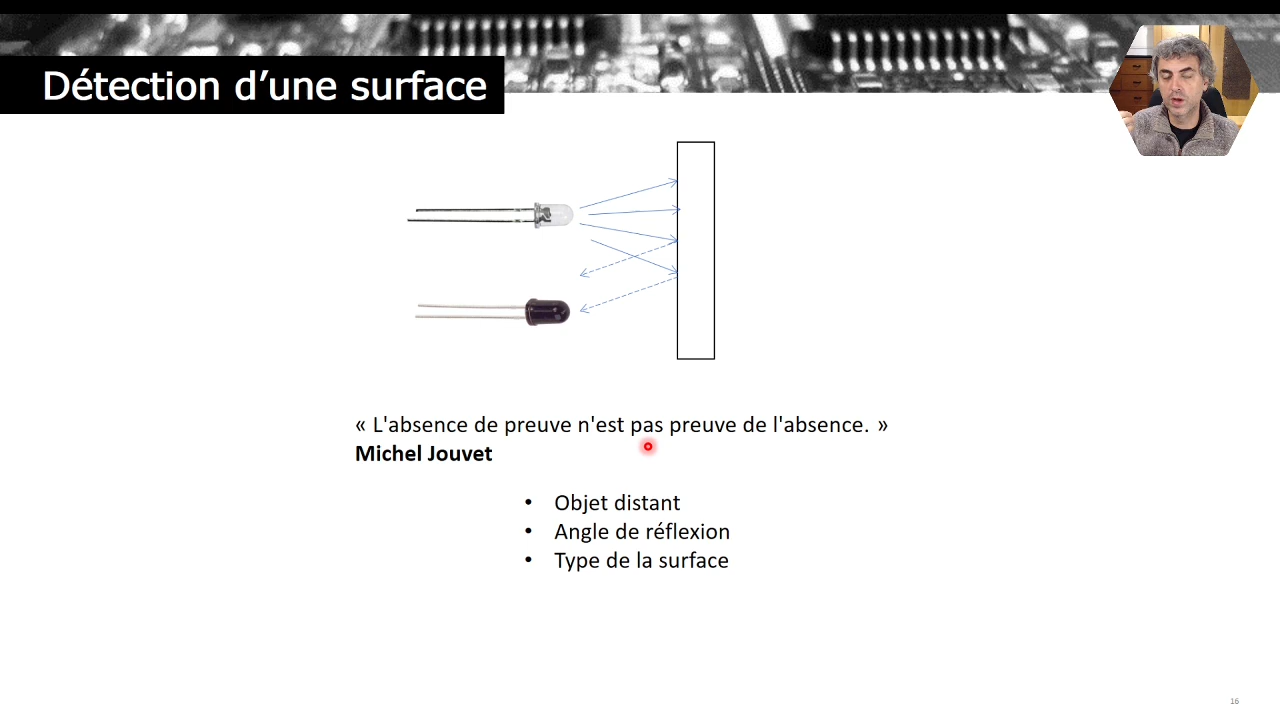 Détection d’une surface
« L'absence de preuve n'est pas preuve de l'absence. »
Michel Jouvet
• Objet distant
• Angle de réflexion
• Type de la surface
16